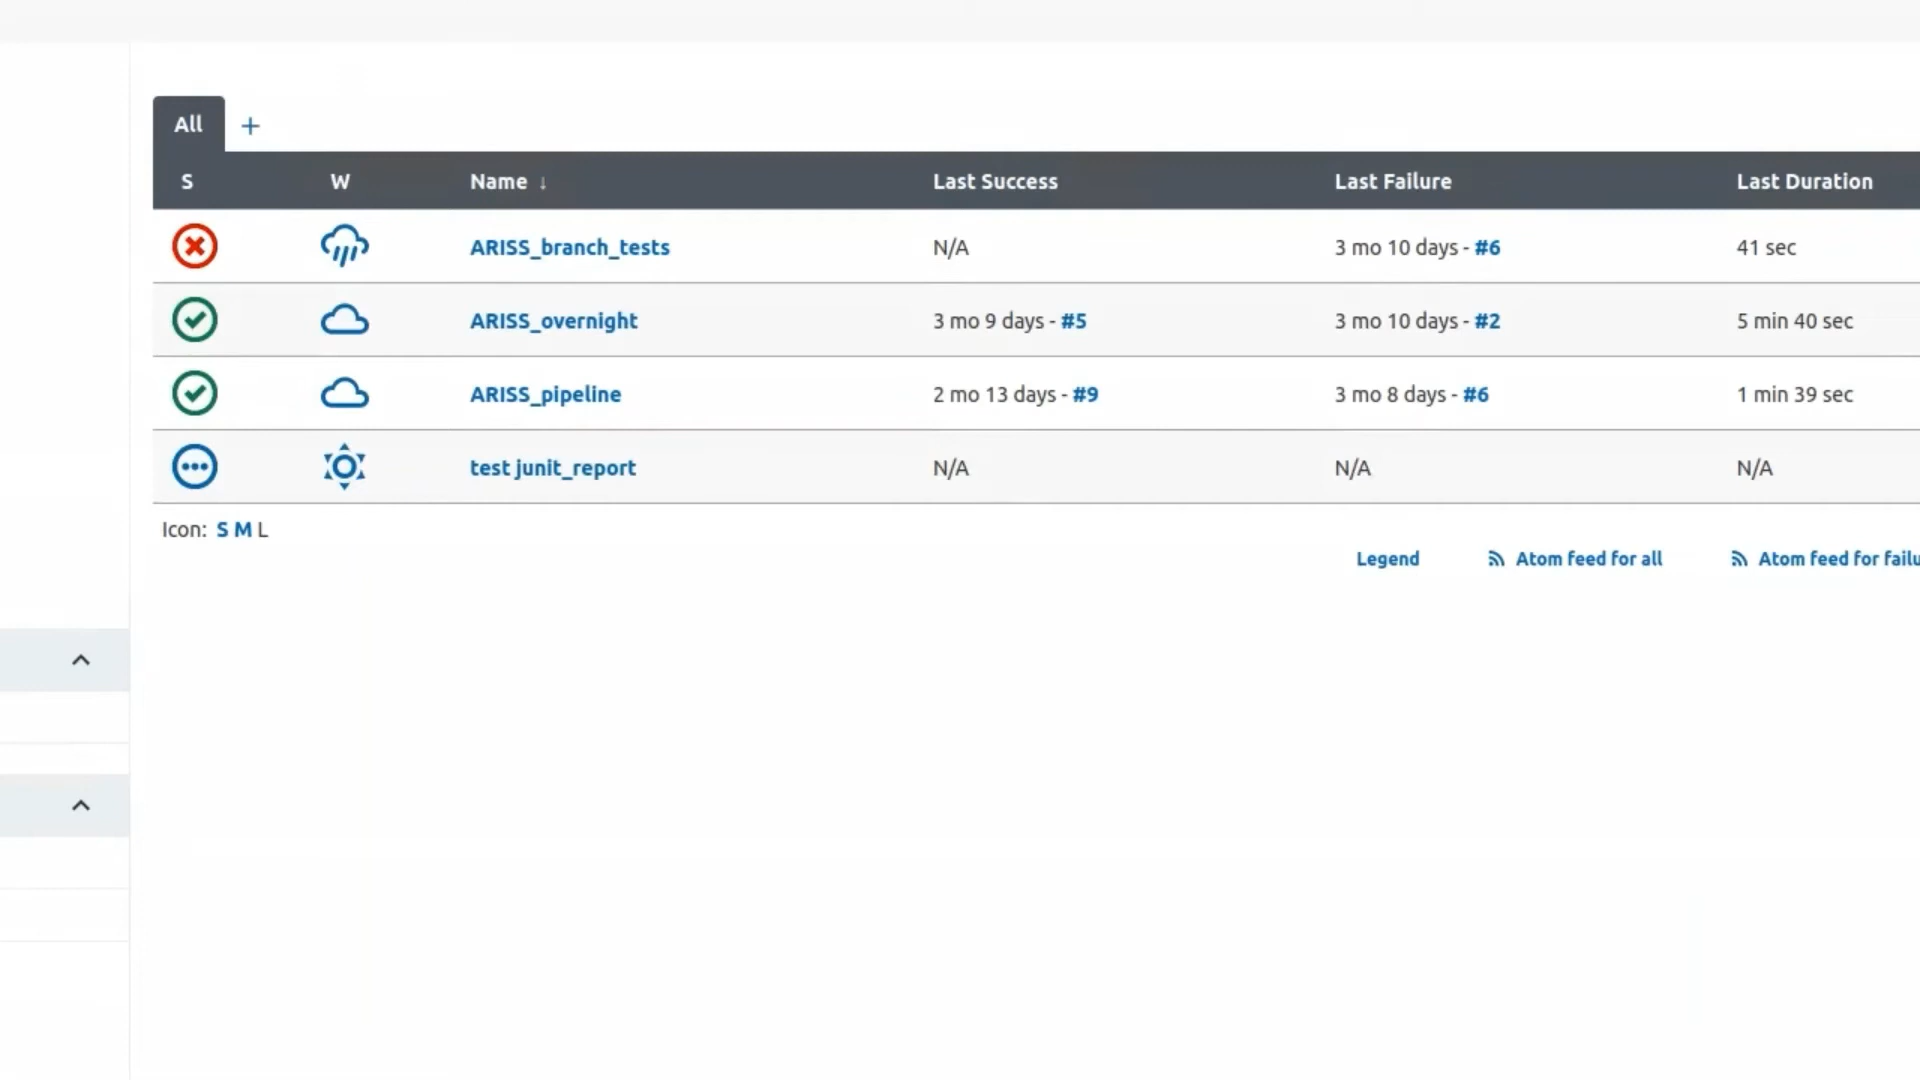 All +
S W Name ↓ Last Success Last Failure Last Duration
ARISS_branch_tests N/A 3 mo 10 days - #6 41 sec
ARISS_overnight 3 mo 9 days - #5 3 mo 10 days - #2 5 min 40 sec
ARISS_pipeline 2 mo 13 days - #9 3 mo 8 days - #6 1 min 39 sec
test junit_report N/A N/A N/A
Icon: S M L
Legend Atom feed for all Atom feed for failu